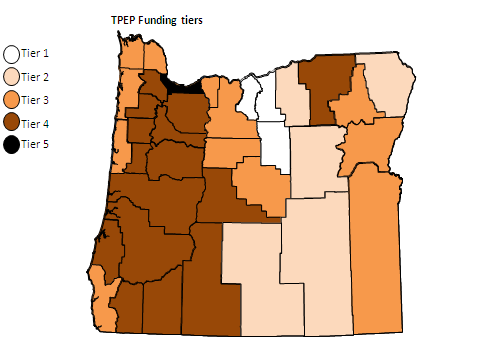 TPEP Funding tiers
Tier 1
Tier 2
Tier 3
Tier 4
Tier 5